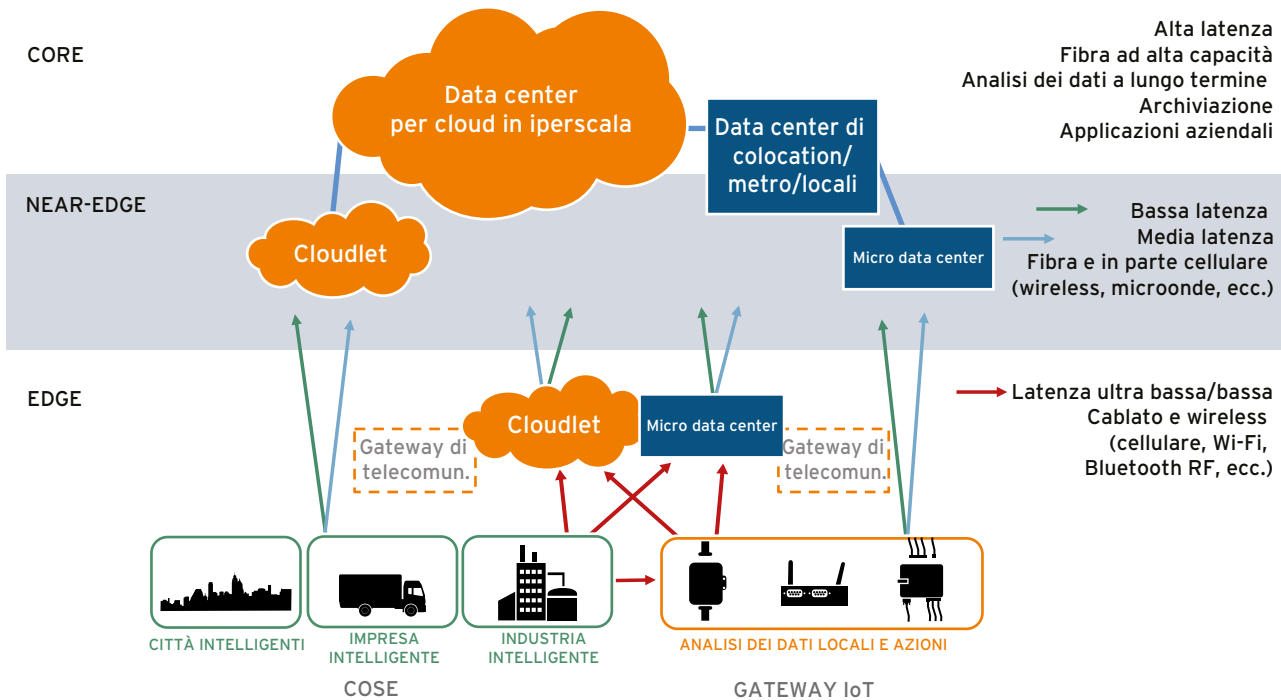 CORE
Data center
per cloud in iperscala
Data center di
colocation/
metro/locali
Alta latenza
Fibra ad alta capacità
Analisi dei dati a lungo termine
Archiviazione
Applicazioni aziendali
NEAR-EDGE
Cloudlet
Micro data center
Bassa latenza
Media latenza
Fibra e in parte cellulare
(wireless, microonde, ecc.)
EDGE
Cloudlet
Micro data center
Gateway di
telecomun.
Gateway di
telecomun.
Latenza ultra bassa/bassa
Cablato e wireless
(cellulare, Wi-Fi,
Bluetooth RF, ecc.)
CITTÀ INTELLIGENTI
IMPRESA
INTELLIGENTE
INDUSTRIA
INTELLIGENTE
ANALISI DEI DATI LOCALI E AZIONI
COSE
GATEWAY IoT